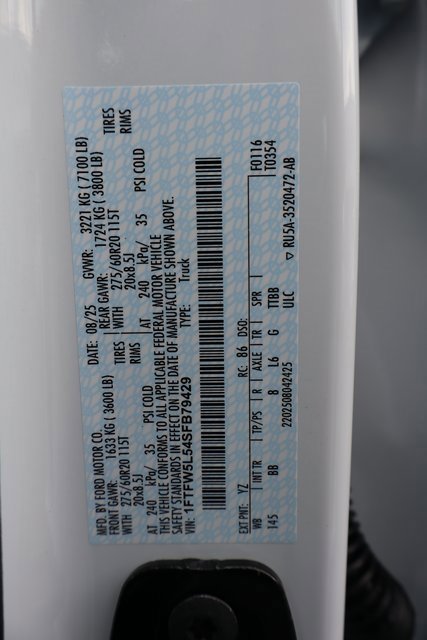 MFD. BY FORD MOTOR CO.
DATE: 08/25 GVWR: 3221 KG (7100 LB)
FRONT GAWR: 1633 KG (3600 LB) REAR GAWR: 1724 KG (3800 LB)
WITH 275/60R20 115T TIRES WITH 275/60R20 115T TIRES
20x8.5J RIMS 20x8.5J RIMS
AT 240 kPa/ 35 PSI COLD AT 240 kPa/ 35 PSI COLD
THIS VEHICLE CONFORMS TO ALL APPLICABLE FEDERAL MOTOR VEHICLE
SAFETY STANDARDS IN EFFECT ON THE DATE OF MANUFACTURE SHOWN ABOVE.
VIN: 1FTFW5L54SFB79429 TYPE: Truck
F0116
T0354
EXT PNT: YZ RC: 86 DSO:
WB INT TR TP/PS R AXLE TR SPR
145 BB 8 L6 G TTBB
ULC
2202508042425 ▽ RU5A-3520472-AB